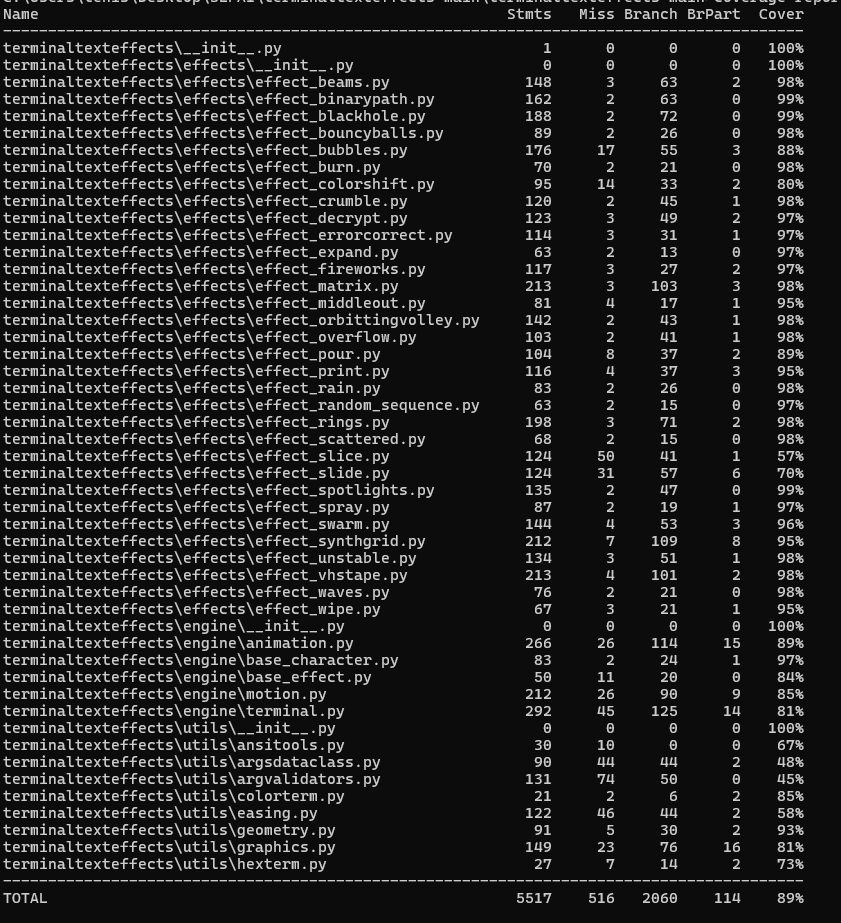 Name Stmts Miss Branch BrPart Cover
terminaltexteffects\__init__.py 1 0 0 0 100%
terminaltexteffects\effects\__init__.py 0 0 0 0 100%
terminaltexteffects\effects\effect_beams.py 148 3 63 2 98%
terminaltexteffects\effects\effect_binarypath.py 162 2 63 0 99%
terminaltexteffects\effects\effect_blackhole.py 188 2 72 0 99%
terminaltexteffects\effects\effect_bouncyballs.py 89 2 26 0 98%
terminaltexteffects\effects\effect_bubbles.py 176 17 55 3 88%
terminaltexteffects\effects\effect_burn.py 70 2 21 0 98%
terminaltexteffects\effects\effect_colorshift.py 95 14 33 2 80%
terminaltexteffects\effects\effect_crumble.py 120 2 45 1 98%
terminaltexteffects\effects\effect_decrypt.py 123 3 49 2 97%
terminaltexteffects\effects\effect_errorcorrect.py 114 3 31 1 97%
terminaltexteffects\effects\effect_expand.py 63 2 13 0 97%
terminaltexteffects\effects\effect_fireworks.py 117 3 27 2 97%
terminaltexteffects\effects\effect_matrix.py 213 3 103 3 98%
terminaltexteffects\effects\effect_middleout.py 81 4 17 1 95%
terminaltexteffects\effects\effect_orbittingvolley.py 142 2 43 1 98%
terminaltexteffects\effects\effect_overflow.py 103 2 41 1 98%
terminaltexteffects\effects\effect_pour.py 104 8 37 2 89%
terminaltexteffects\effects\effect_print.py 116 4 37 3 95%
terminaltexteffects\effects\effect_rain.py 83 2 26 0 98%
terminaltexteffects\effects\effect_random_sequence.py 63 2 15 0 97%
terminaltexteffects\effects\effect_rings.py 198 3 71 2 98%
terminaltexteffects\effects\effect_scattered.py 68 2 15 0 98%
terminaltexteffects\effects\effect_slice.py 124 50 41 1 57%
terminaltexteffects\effects\effect_slide.py 124 31 57 6 70%
terminaltexteffects\effects\effect_spotlights.py 135 2 47 0 99%
terminaltexteffects\effects\effect_spray.py 87 2 19 1 97%
terminaltexteffects\effects\effect_swarm.py 144 4 53 3 96%
terminaltexteffects\effects\effect_synthgrid.py 212 7 109 8 95%
terminaltexteffects\effects\effect_unstable.py 134 3 51 1 98%
terminaltexteffects\effects\effect_vhstape.py 213 4 101 2 98%
terminaltexteffects\effects\effect_waves.py 76 2 21 0 98%
terminaltexteffects\effects\effect_wipe.py 67 3 21 1 95%
terminaltexteffects\engine\__init__.py 0 0 0 0 100%
terminaltexteffects\engine\animation.py 266 26 114 15 89%
terminaltexteffects\engine\base_character.py 83 2 24 1 97%
terminaltexteffects\engine\base_effect.py 50 11 20 0 84%
terminaltexteffects\engine\motion.py 212 26 90 9 85%
terminaltexteffects\engine\terminal.py 292 45 125 14 81%
terminaltexteffects\utils\__init__.py 0 0 0 0 100%
terminaltexteffects\utils\ansitools.py 30 10 0 0 67%
terminaltexteffects\utils\argsdataclass.py 90 44 44 2 48%
terminaltexteffects\utils\argvalidators.py 131 74 50 0 45%
terminaltexteffects\utils\colorterm.py 21 2 6 2 85%
terminaltexteffects\utils\easing.py 122 46 44 2 58%
terminaltexteffects\utils\geometry.py 91 5 30 2 93%
terminaltexteffects\utils\graphics.py 149 23 76 16 81%
terminaltexteffects\utils\hexterm.py 27 7 14 2 73%
TOTAL 5517 516 2060 114 89%